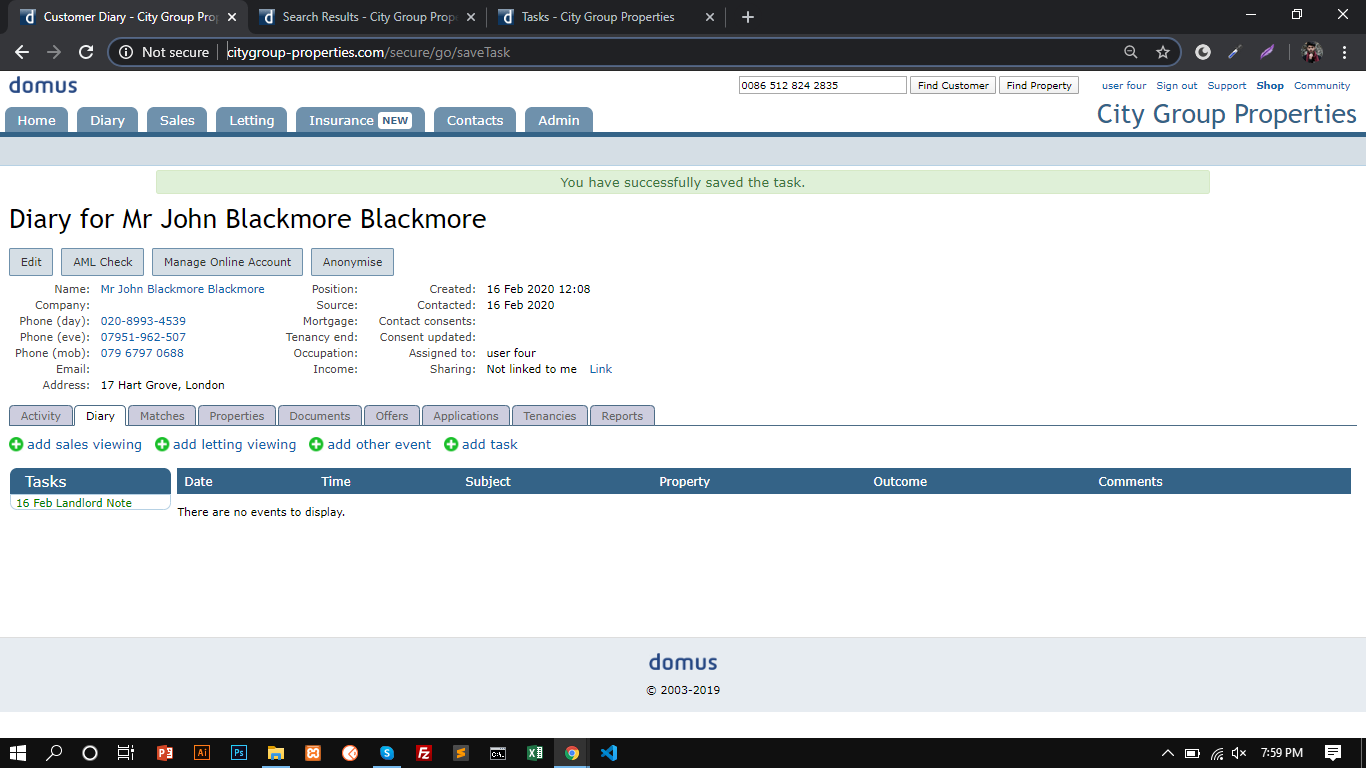 Customer Diary - City Group Prop
Search Results - City Group Prope
Tasks - City Group Properties
Not secure
citygroup-properties.com/secure/go/saveTask
domus
0086 512 824 2835
Find Customer
Find Property
user four Sign out Support Shop Community
Home Diary Sales Letting Insurance NEW Contacts Admin
City Group Properties
You have successfully saved the task.
Diary for Mr John Blackmore Blackmore
Edit AML Check Manage Online Account Anonymise
Name: Mr John Blackmore Blackmore Position: Created: 16 Feb 2020 12:08
Company: Source: Contacted: 16 Feb 2020
Phone (day): 020-8993-4539 Mortgage: Contact consents:
Phone (eve): 07951-962-507 Tenancy end: Consent updated:
Phone (mob): 079 6797 0688 Occupation: Assigned to: user four
Email: Income: Sharing: Not linked to me Link
Address: 17 Hart Grove, London
Activity Diary Matches Properties Documents Offers Applications Tenancies Reports
add sales viewing add letting viewing add other event add task
Tasks
16 Feb Landlord Note
Date Time Subject Property Outcome Comments
There are no events to display.
domus
© 2003-2019
7:59 PM